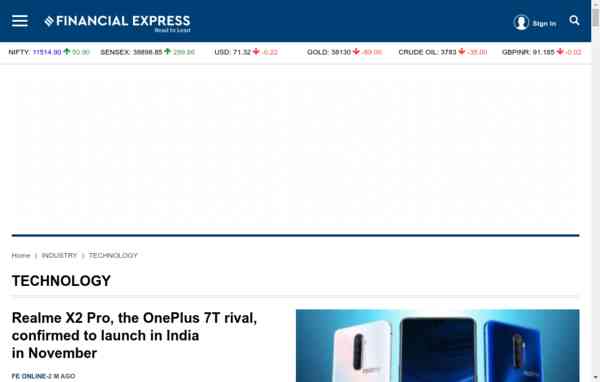 FINANCIAL EXPRESS
Read to Lead
Sign In
NIFTY: 11514.90 50.90 SENSEX: 38898.85 299.86 USD: 71.32 -0.22 GOLD: 38130 -89.00 CRUDE OIL: 3783 -35.00 GBPINR: 91.185 -0.02
Home | INDUSTRY | TECHNOLOGY
TECHNOLOGY
Realme X2 Pro, the OnePlus 7T rival,
confirmed to launch in India
in November
FE ONLINE-2 M AGO